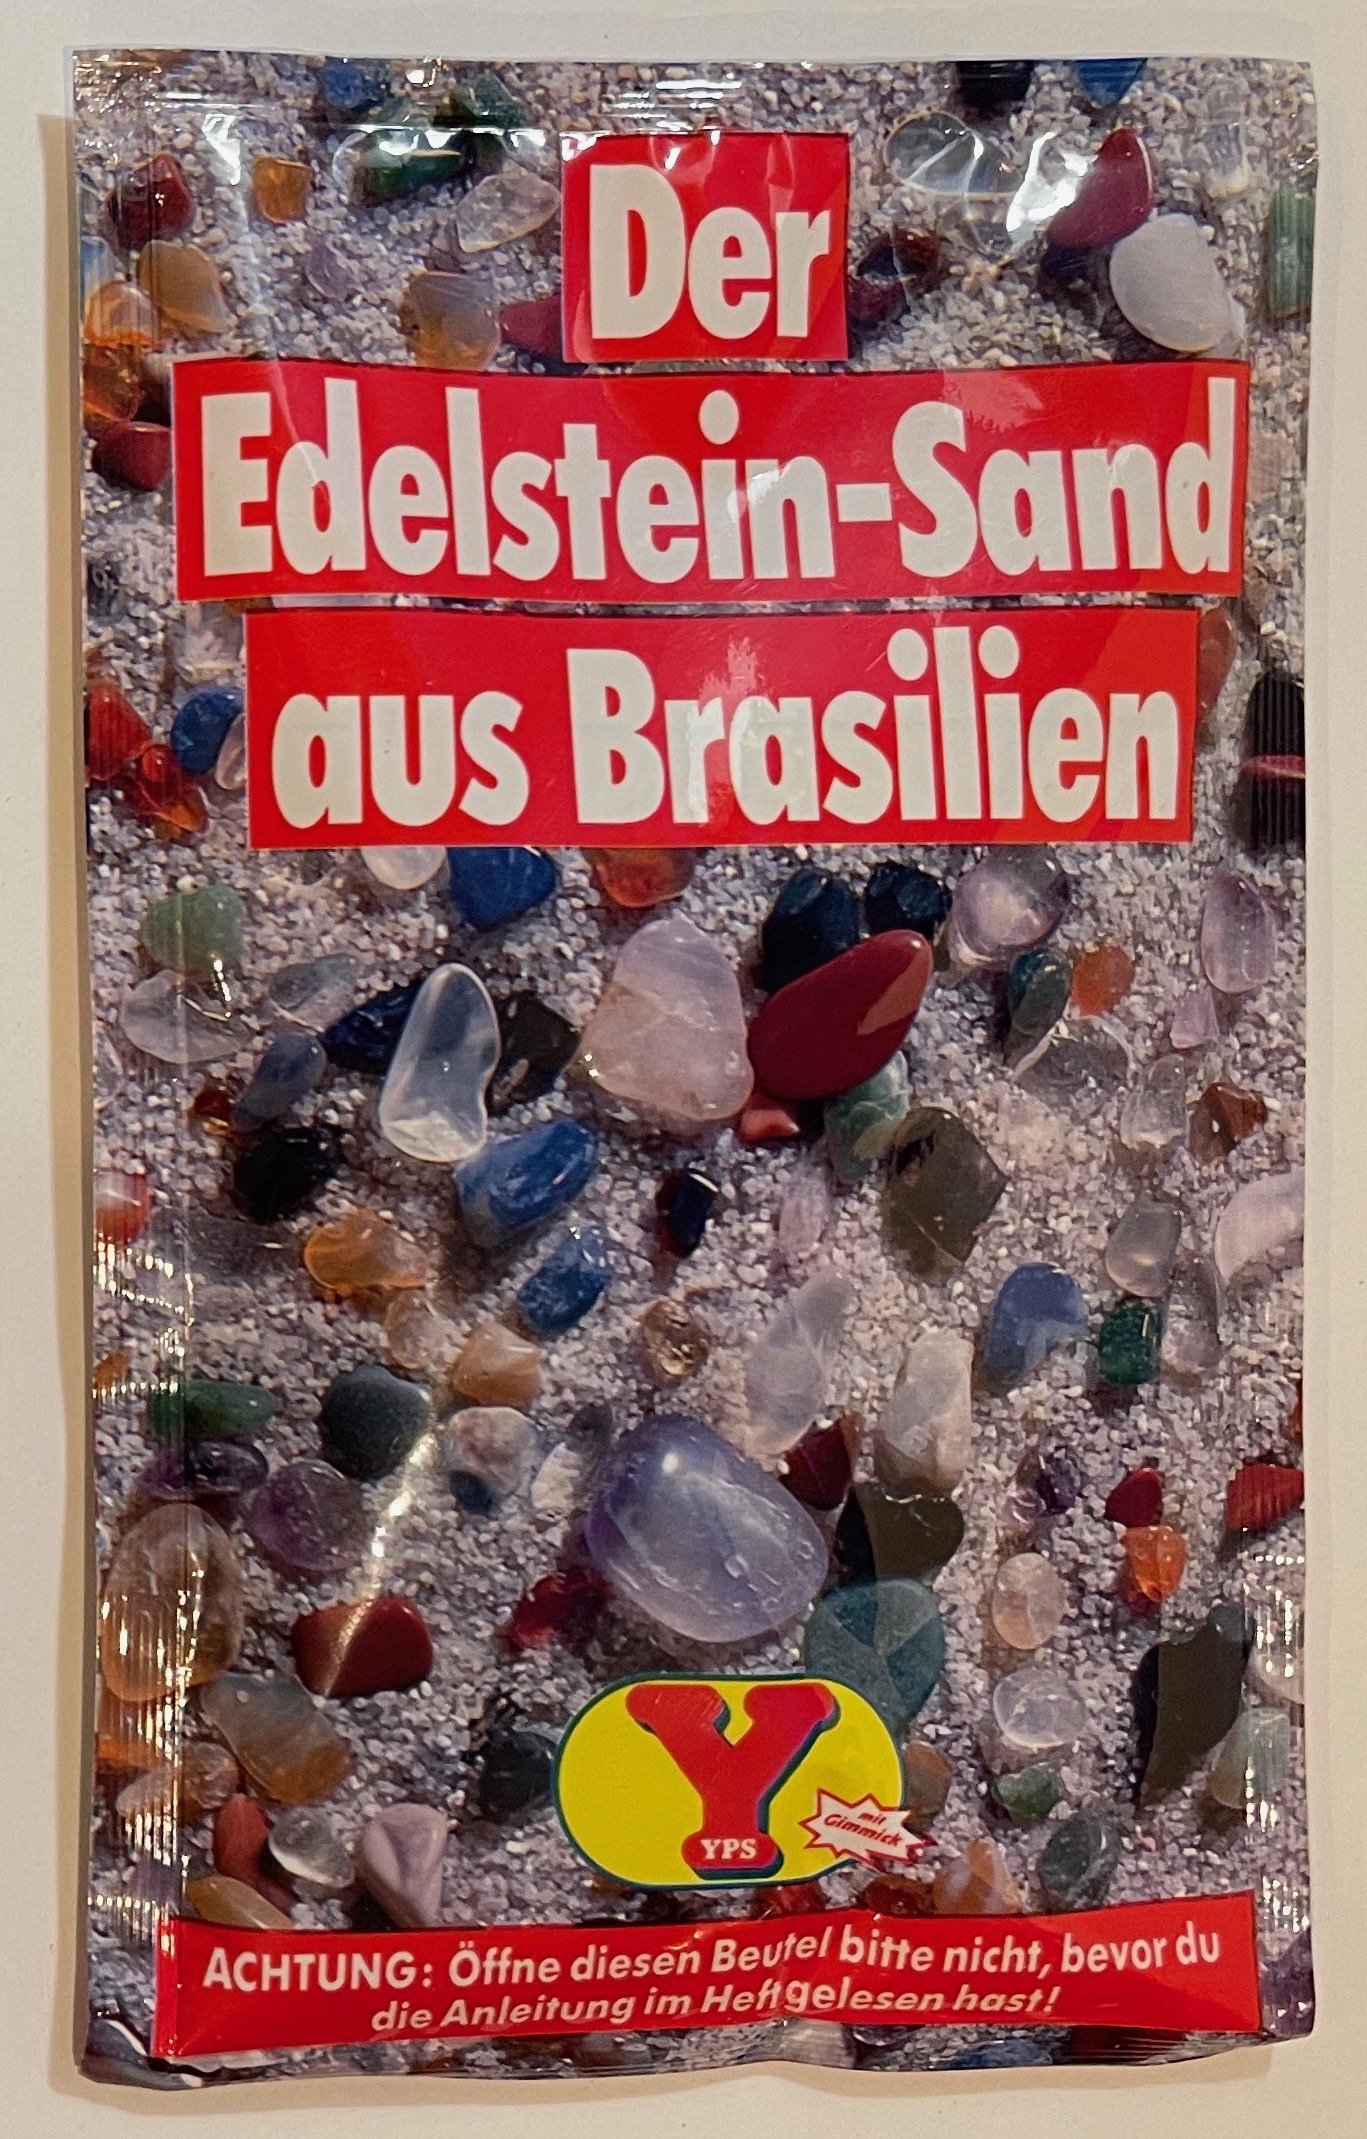 Der
Edelstein-Sand
aus Brasilien
Y
YPS
mit
Gimmick
ACHTUNG: Öffne diesen Beutel bitte nicht, bevor du
die Anleitung im Heft gelesen hast!